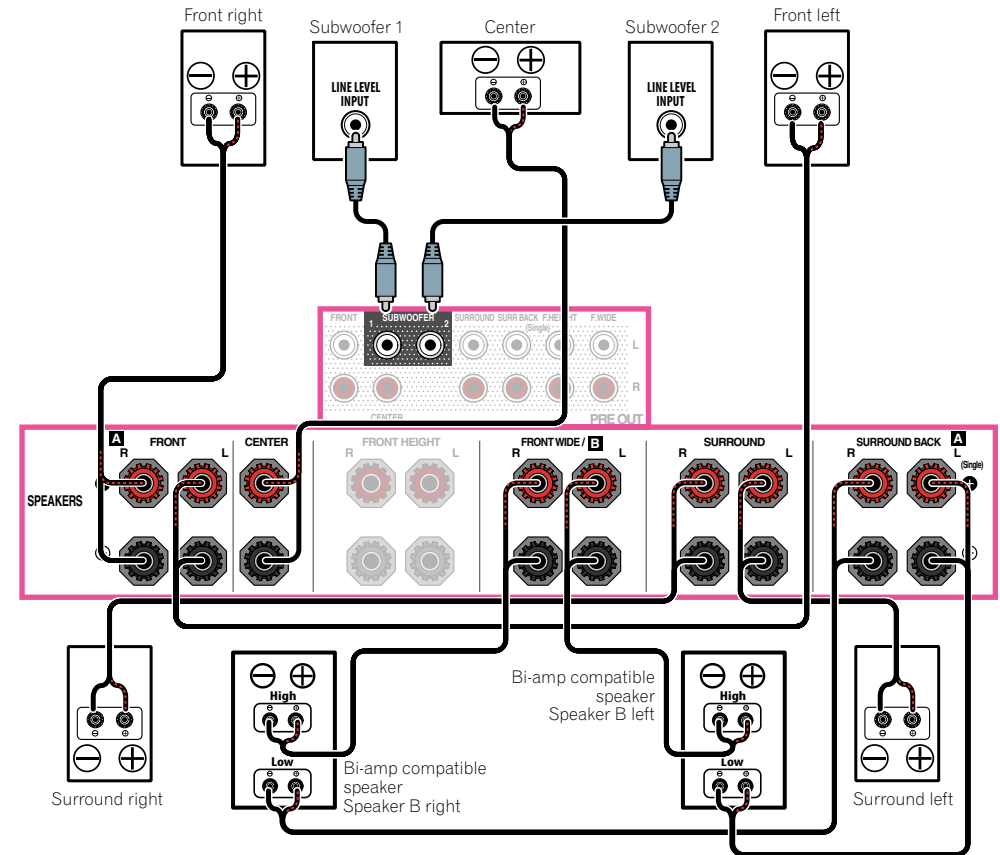 Front right
Subwoofer 1
Center
Subwoofer 2
Front left
LINE LEVEL
INPUT
LINE LEVEL
INPUT
FRONT
SUBWOOFER
1
2
SURROUND
SURR BACK
(Single)
F.HEIGHT
F.WIDE
L
R
CENTER
PRE OUT
SPEAKERS
A
FRONT
R
L
CENTER
FRONT HEIGHT
R
L
FRONT WIDE / B
R
L
SURROUND
R
L
SURROUND BACK
A
R
L
(Single)
Surround right
High
Low
Bi-amp compatible
speaker
Speaker B right
Bi-amp compatible
speaker
Speaker B left
High
Low
Surround left